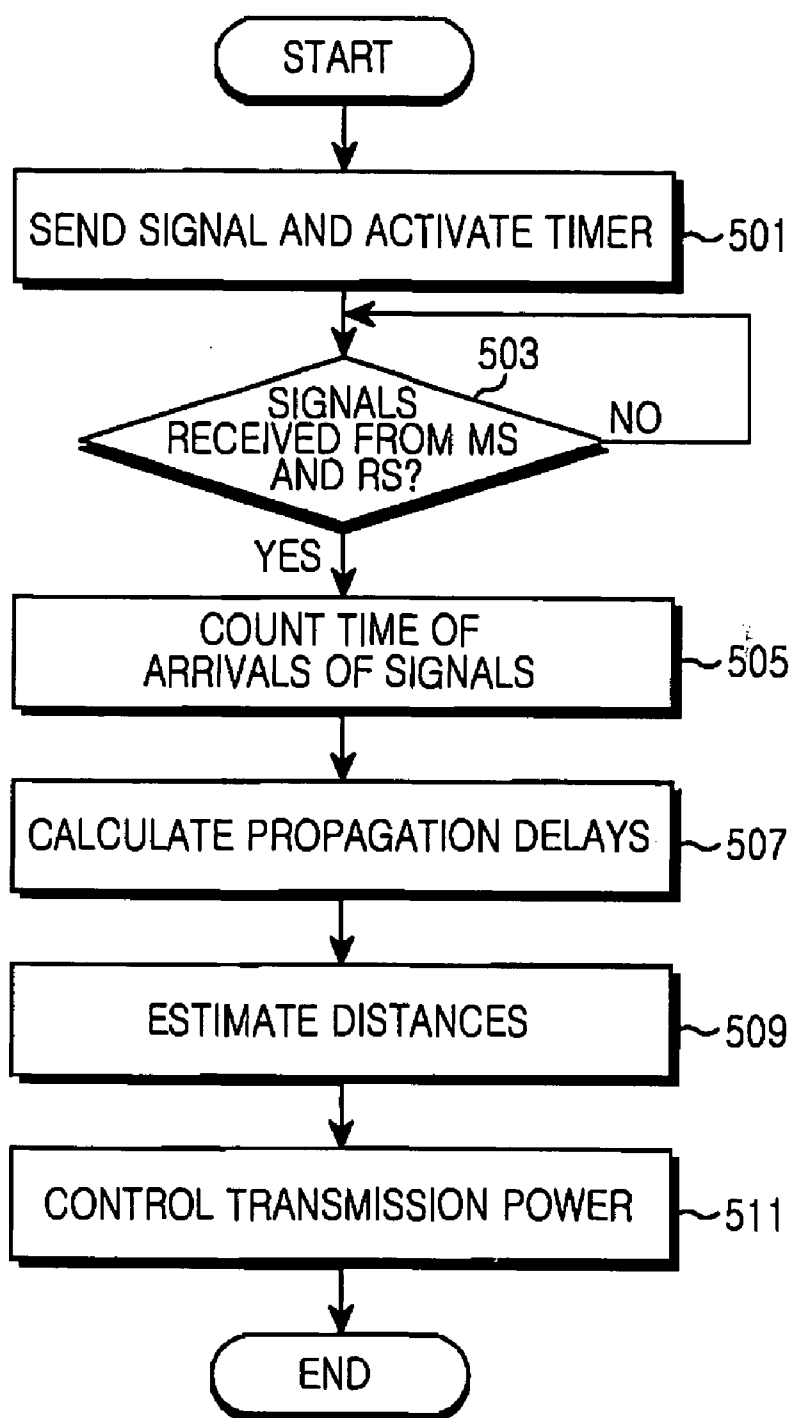 START
SEND SIGNAL AND ACTIVATE TIMER
501
503
SIGNALS
RECEIVED FROM MS
AND RS?
NO
YES
COUNT TIME OF
ARRIVALS OF SIGNALS
505
CALCULATE PROPAGATION DELAYS
507
ESTIMATE DISTANCES
509
CONTROL TRANSMISSION POWER
511
END